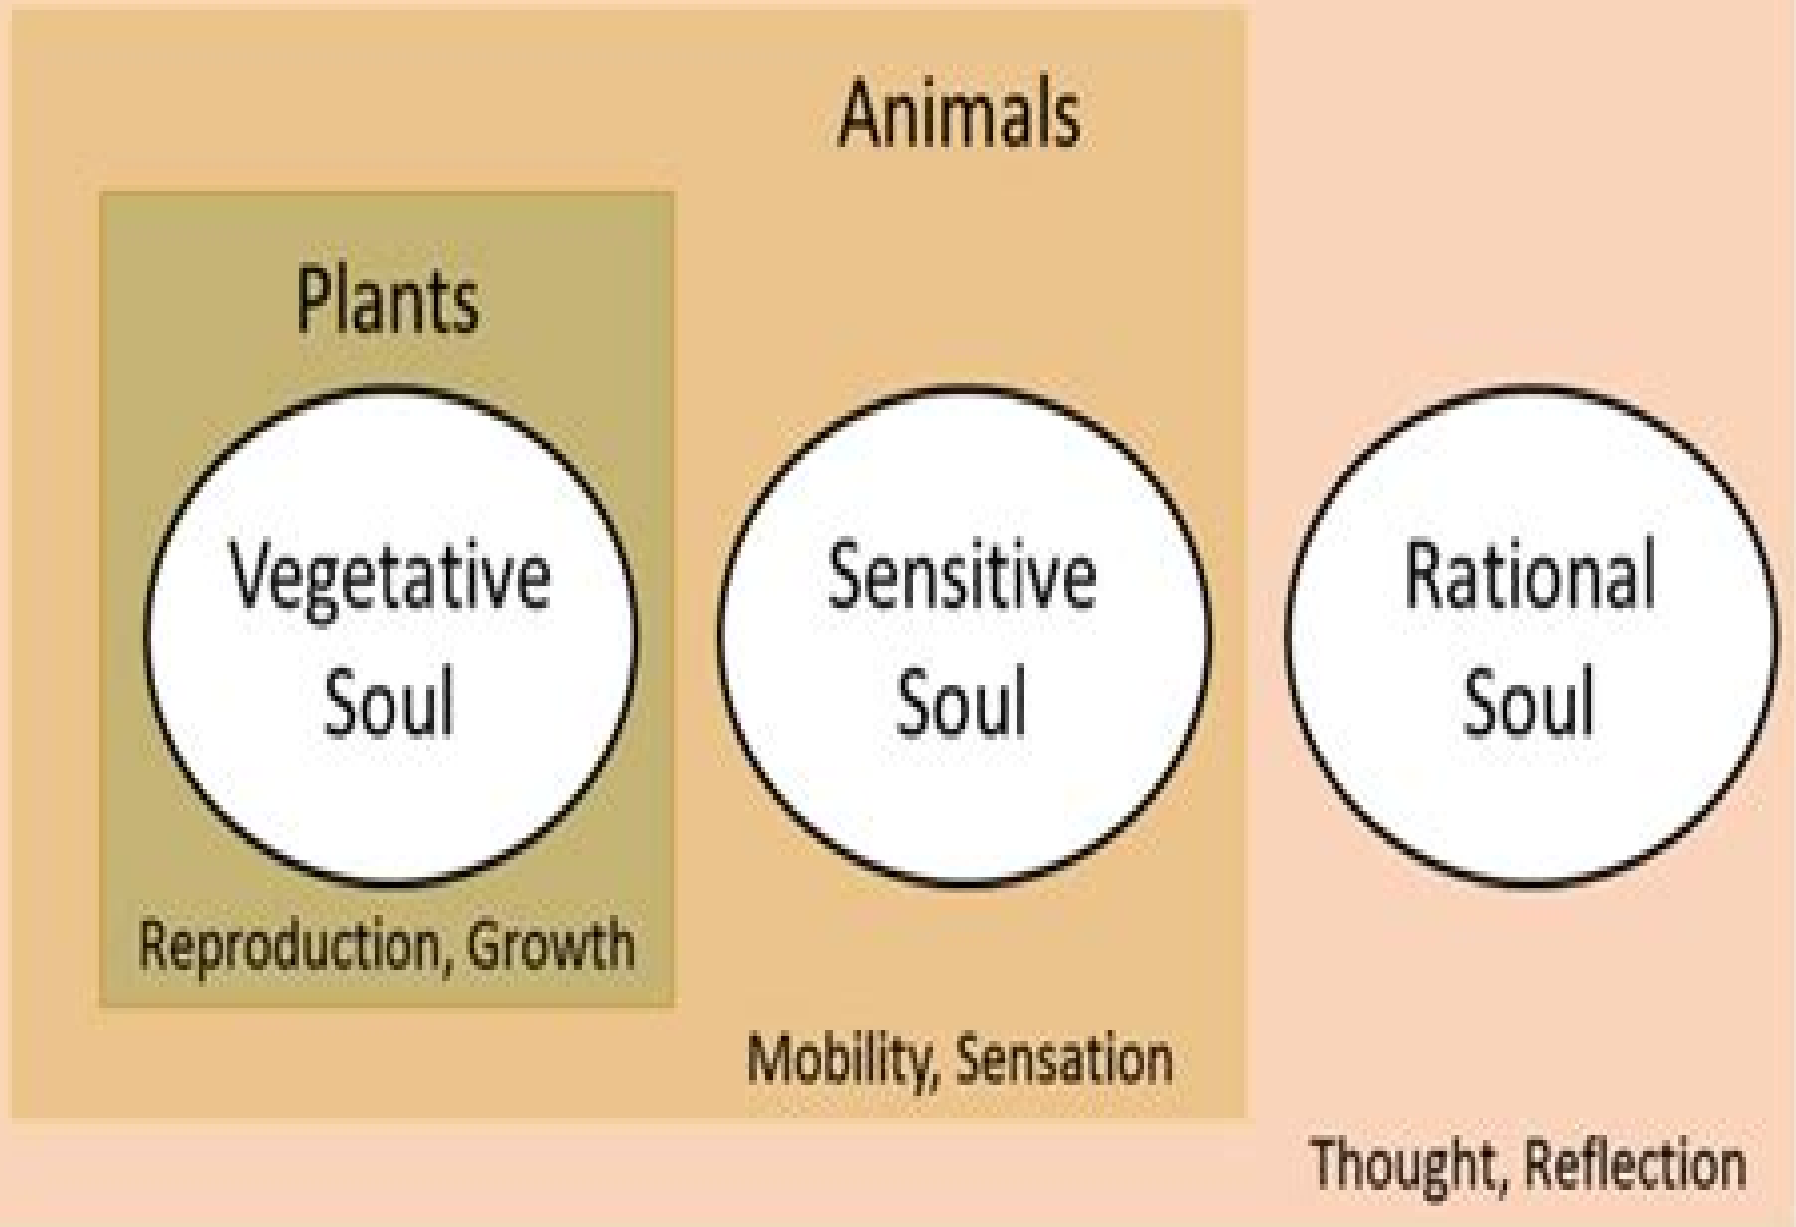 Animals
Plants
Vegetative
Soul
Sensitive
Soul
Rational
Soul
Reproduction, Growth
Mobility, Sensation
Thought, Reflection